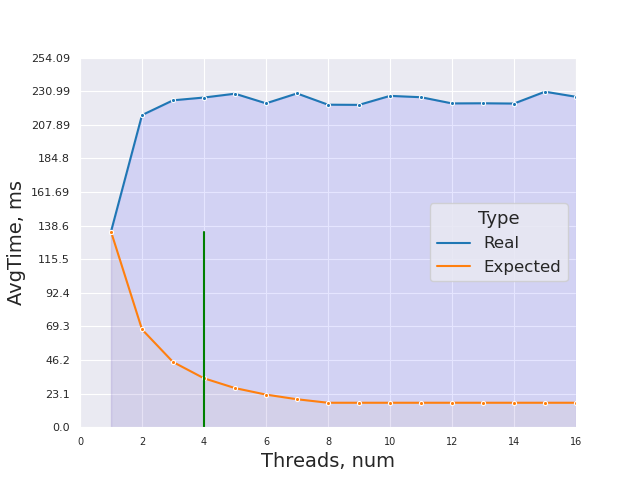 254.09
230.99
207.89
184.8
161.69
138.6
115.5
92.4
69.3
46.2
23.1
0.0
AvgTime, ms
Type
Real
Expected
0 2 4 6 8 10 12 14 16
Threads, num